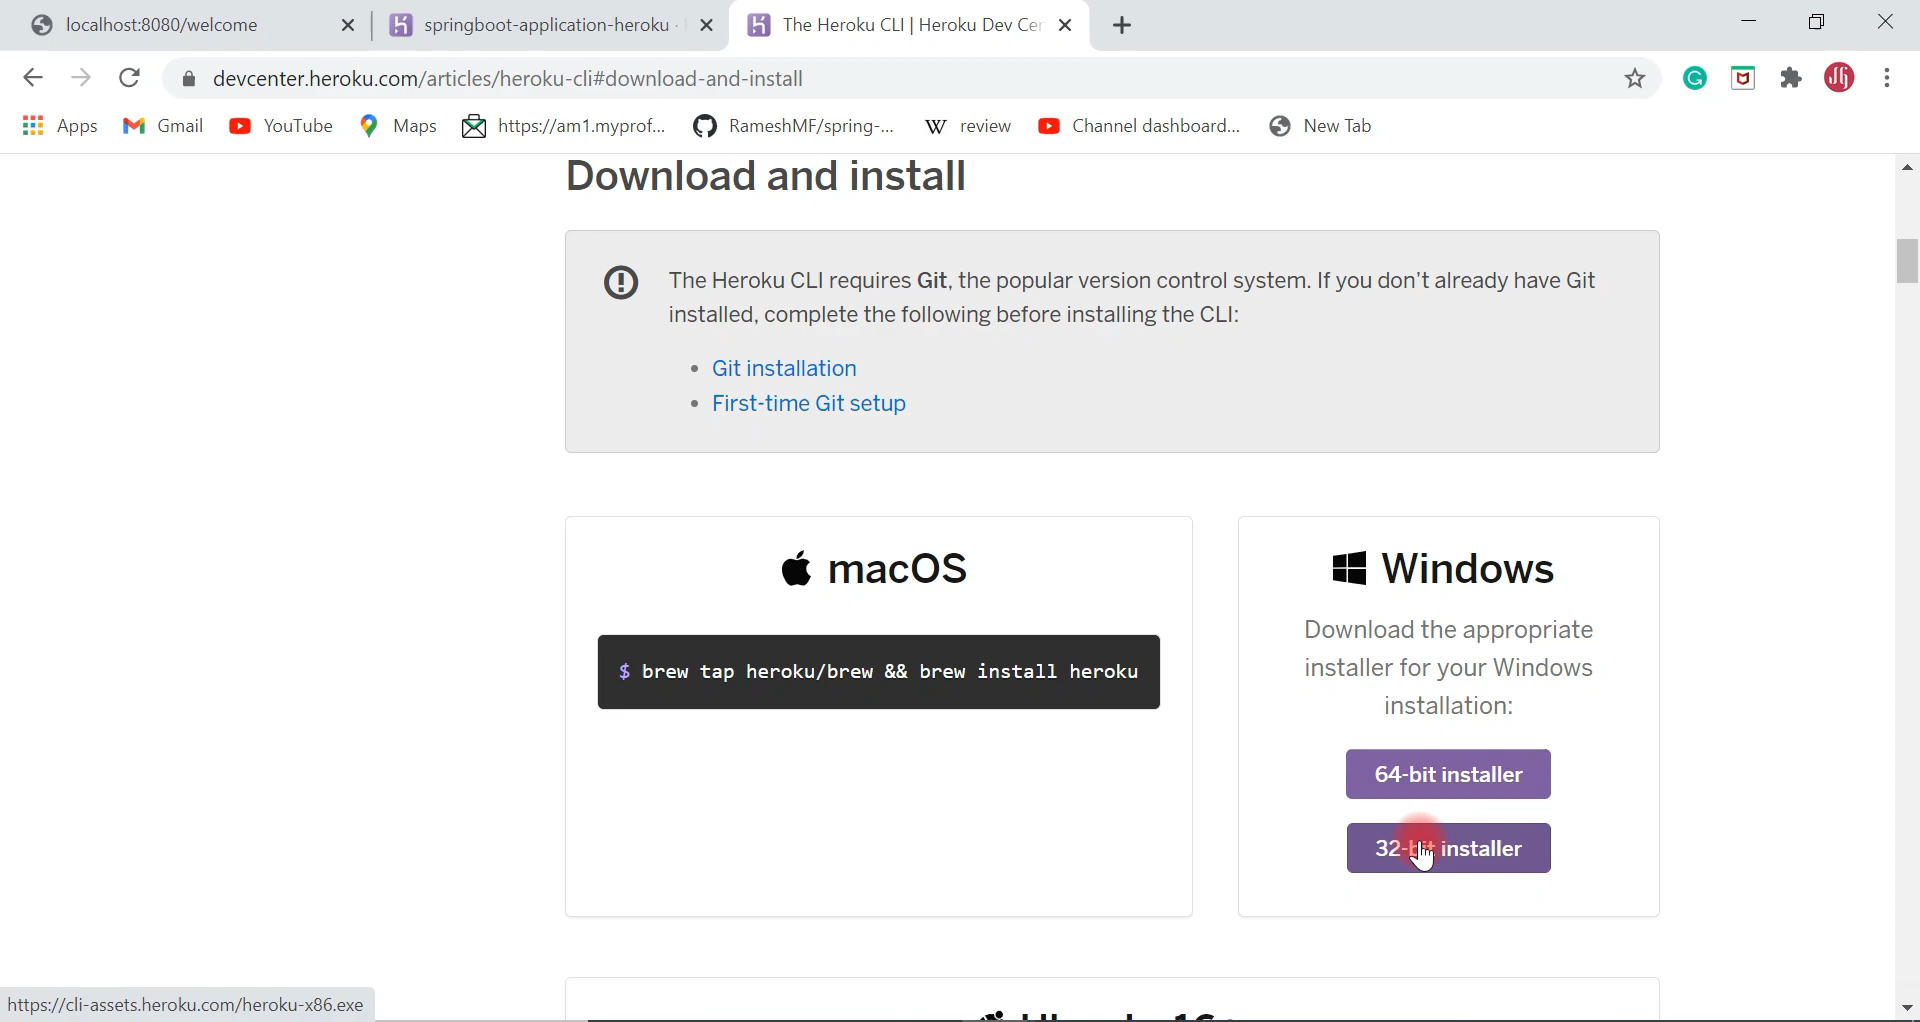 localhost:8080/welcome
springboot-application-heroku ·
The Heroku CLI | Heroku Dev Cen
devcenter.heroku.com/articles/heroku-cli#download-and-install
Apps
Gmail
YouTube
Maps
https://am1.myprof...
RameshMF/spring-...
W review
Channel dashboard...
New Tab
Download and install
The Heroku CLI requires Git, the popular version control system. If you don't already have Git
installed, complete the following before installing the CLI:
• Git installation
• First-time Git setup
macOS
$ brew tap heroku/brew && brew install heroku
Windows
Download the appropriate
installer for your Windows
installation:
64-bit installer
32-bit installer
https://cli-assets.heroku.com/heroku-x86.exe